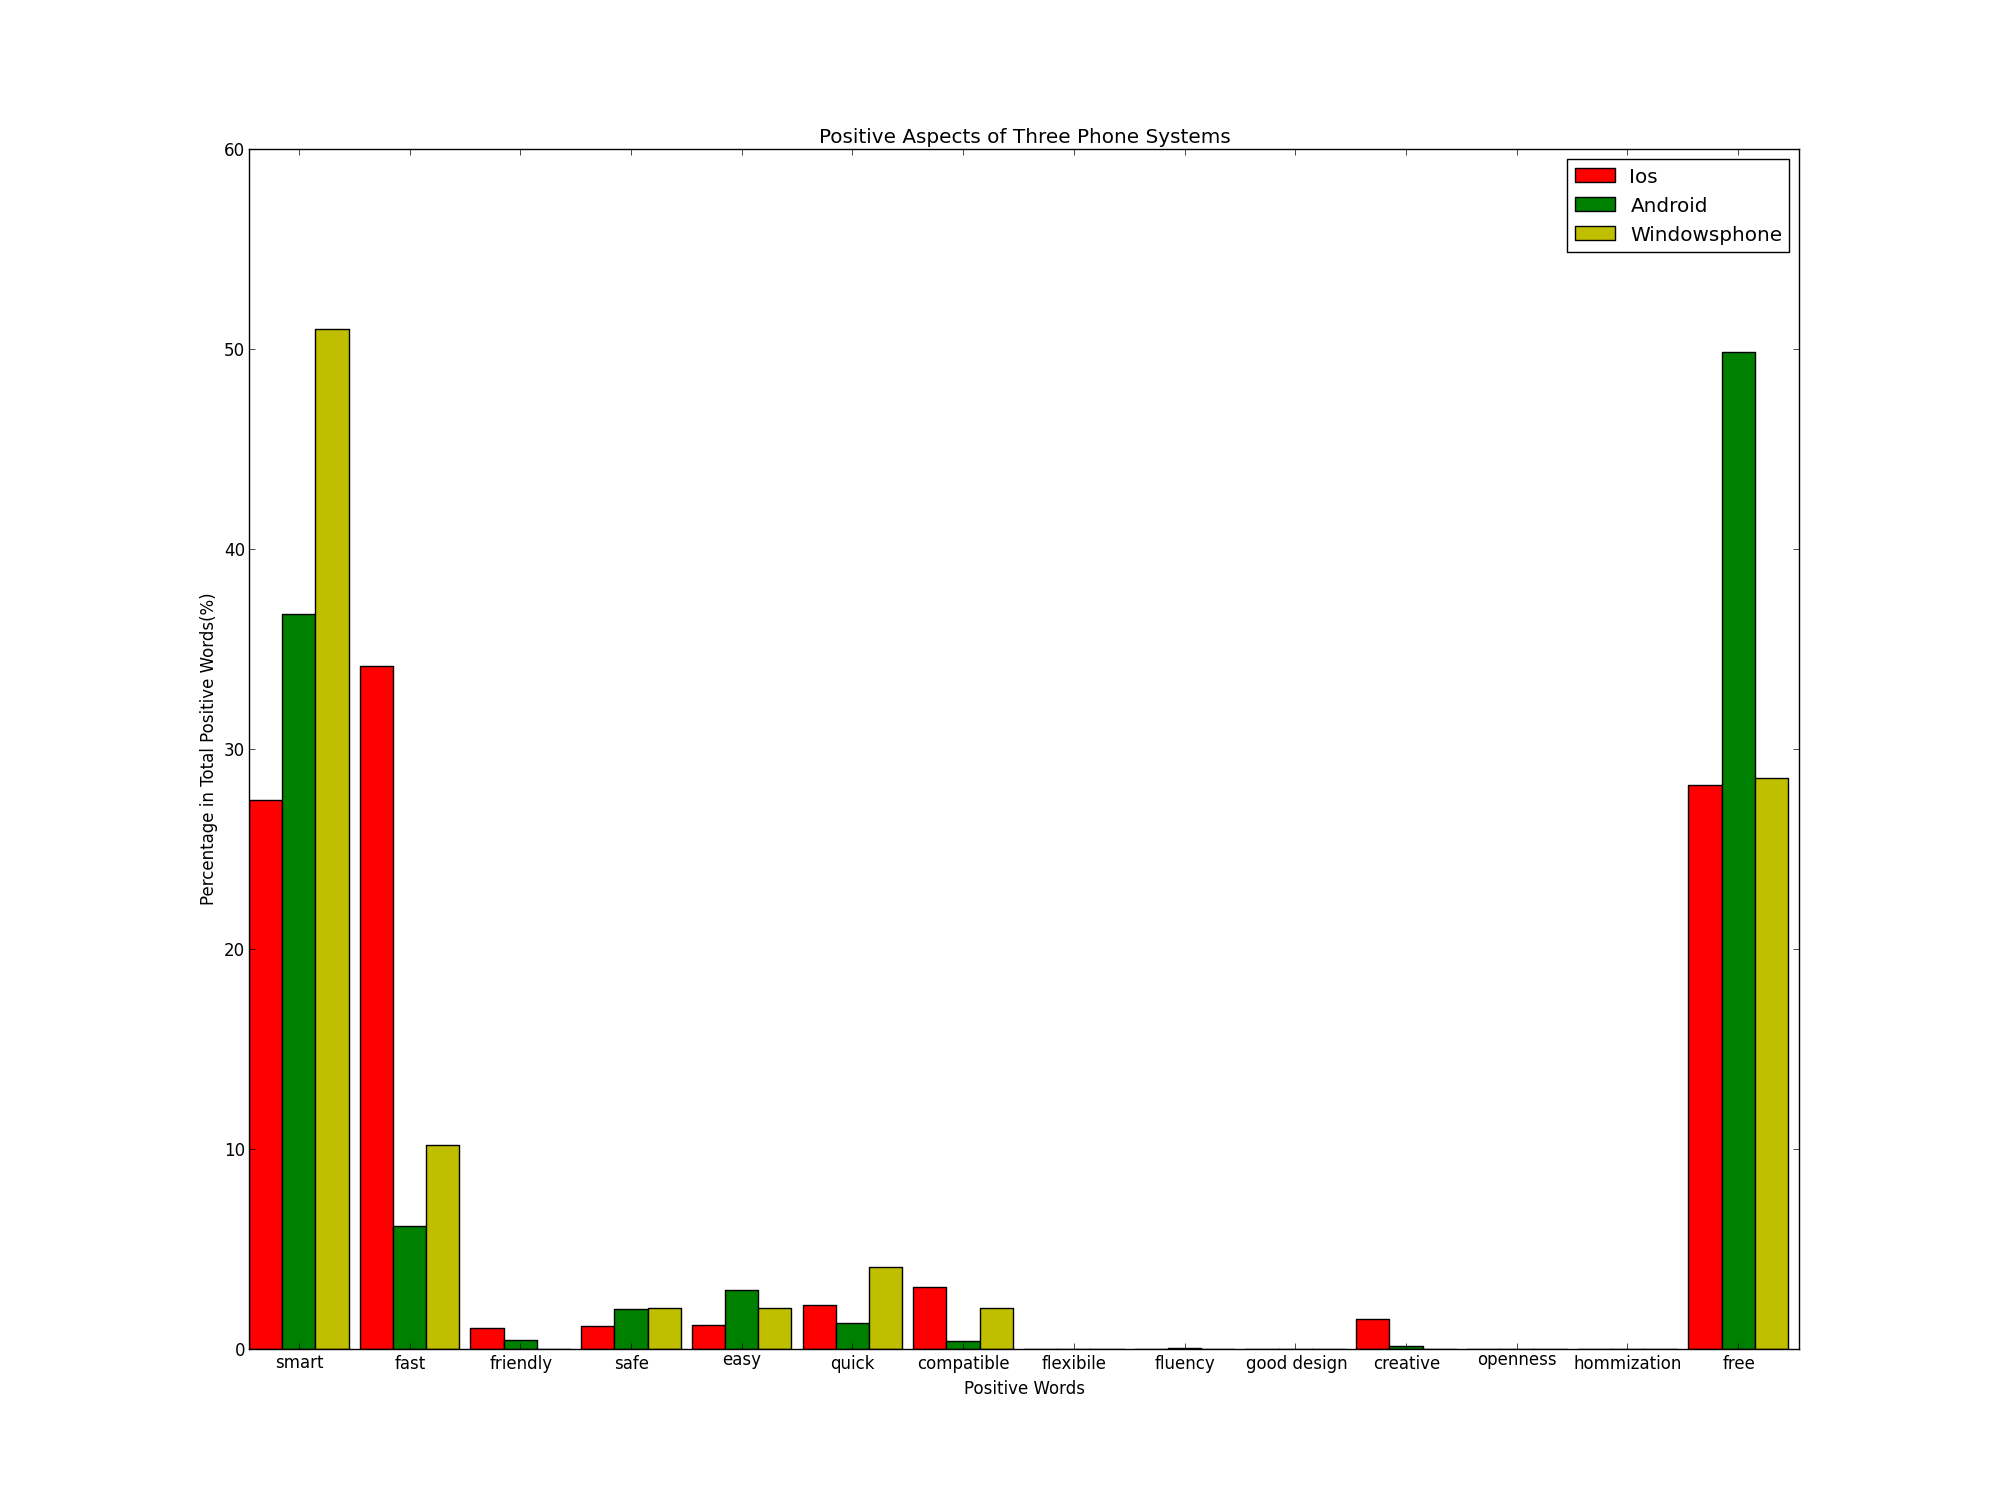 Positive Aspects of Three Phone Systems
60
50
40
30
20
10
0
Percentage in Total Positive Words(%)
Ios
Android
Windowsphone
smart fast friendly safe easy quick compatible flexibile fluency good design creative openness hommization free
Positive Words